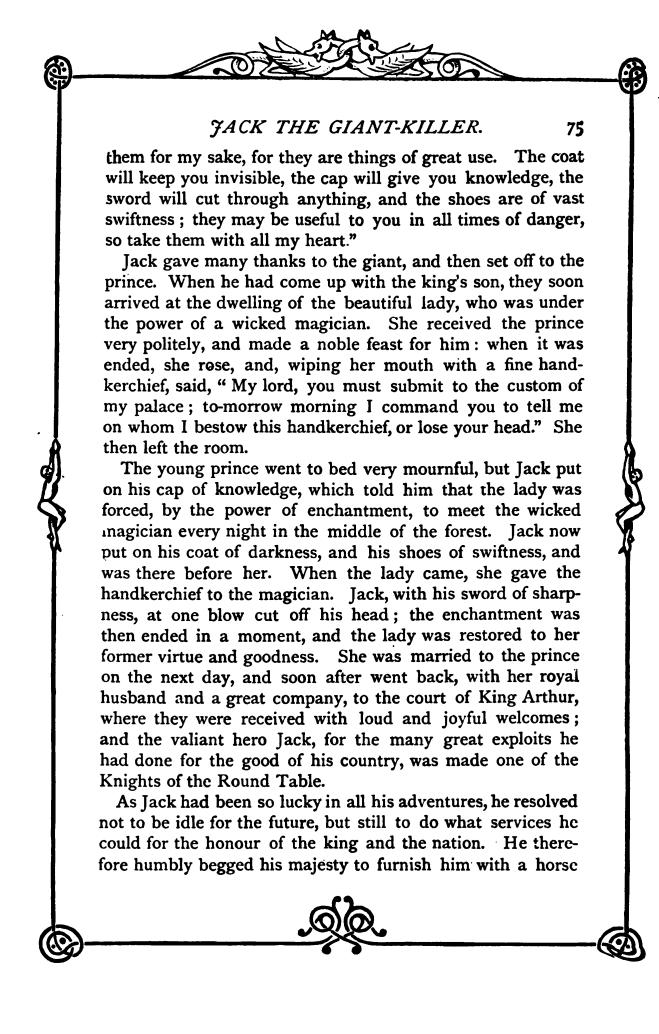 JACK THE GIANT-KILLER. 75
them for my sake, for they are things of great use. The coat
will keep you invisible, the cap will give you knowledge, the
sword will cut through anything, and the shoes are of vast
swiftness ; they may be useful to you in all times of danger,
so take them with all my heart."
Jack gave many thanks to the giant, and then set off to the
prince. When he had come up with the king's son, they soon
arrived at the dwelling of the beautiful lady, who was under
the power of a wicked magician. She received the prince
very politely, and made a noble feast for him : when it was
ended, she rose, and, wiping her mouth with a fine hand-
kerchief, said, " My lord, you must submit to the custom of
my palace ; to-morrow morning I command you to tell me
on whom I bestow this handkerchief, or lose your head." She
then left the room.
The young prince went to bed very mournful, but Jack put
on his cap of knowledge, which told him that the lady was
forced, by the power of enchantment, to meet the wicked
magician every night in the middle of the forest. Jack now
put on his coat of darkness, and his shoes of swiftness, and
was there before her. When the lady came, she gave the
handkerchief to the magician. Jack, with his sword of sharp-
ness, at one blow cut off his head ; the enchantment was
then ended in a moment, and the lady was restored to her
former virtue and goodness. She was married to the prince
on the next day, and soon after went back, with her royal
husband and a great company, to the court of King Arthur,
where they were received with loud and joyful welcomes ;
and the valiant hero Jack, for the many great exploits he
had done for the good of his country, was made one of the
Knights of the Round Table.
As Jack had been so lucky in all his adventures, he resolved
not to be idle for the future, but still to do what services he
could for the honour of the king and the nation. He there-
fore humbly begged his majesty to furnish him with a horse